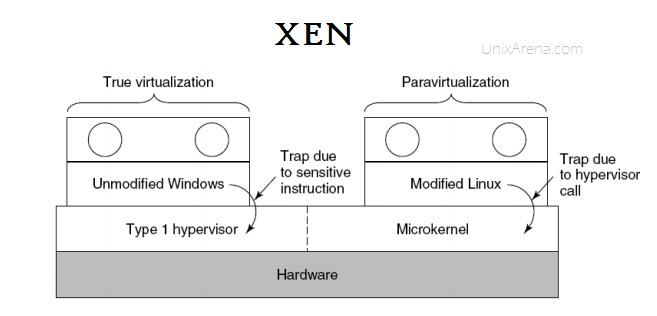 XEN
UnixArena.com
True virtualization
Paravirtualization
Trap due
to sensitive
instruction
Trap due
to hypervisor
call
Unmodified Windows
Modified Linux
Type 1 hypervisor
Microkernel
Hardware